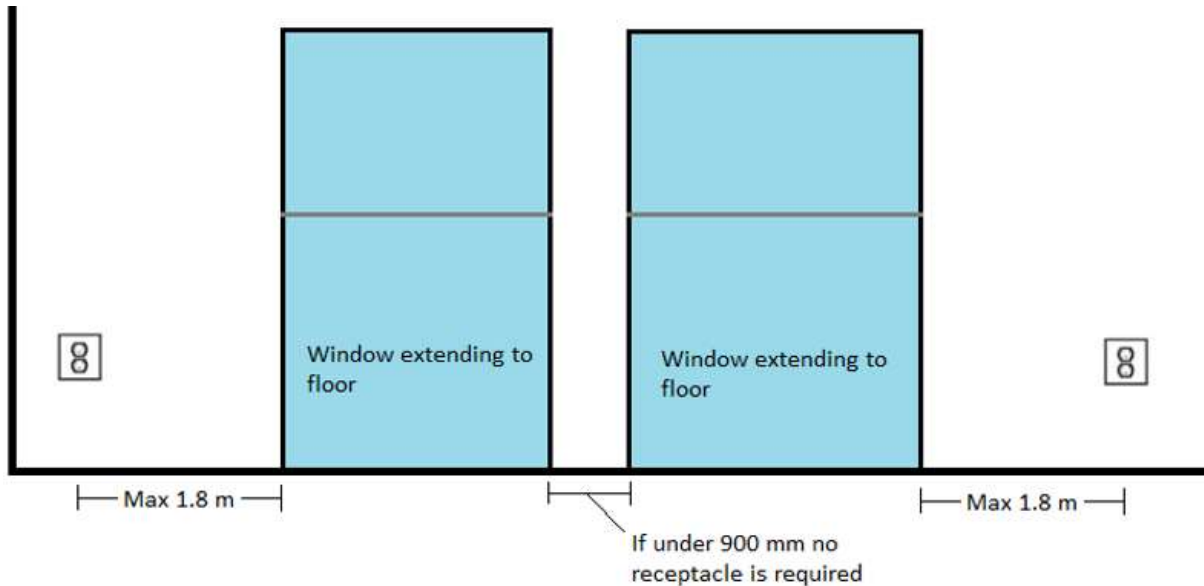 Window extending to
floor
Window extending to
floor
Max 1.8 m
Max 1.8 m
If under 900 mm no
receptacle is required